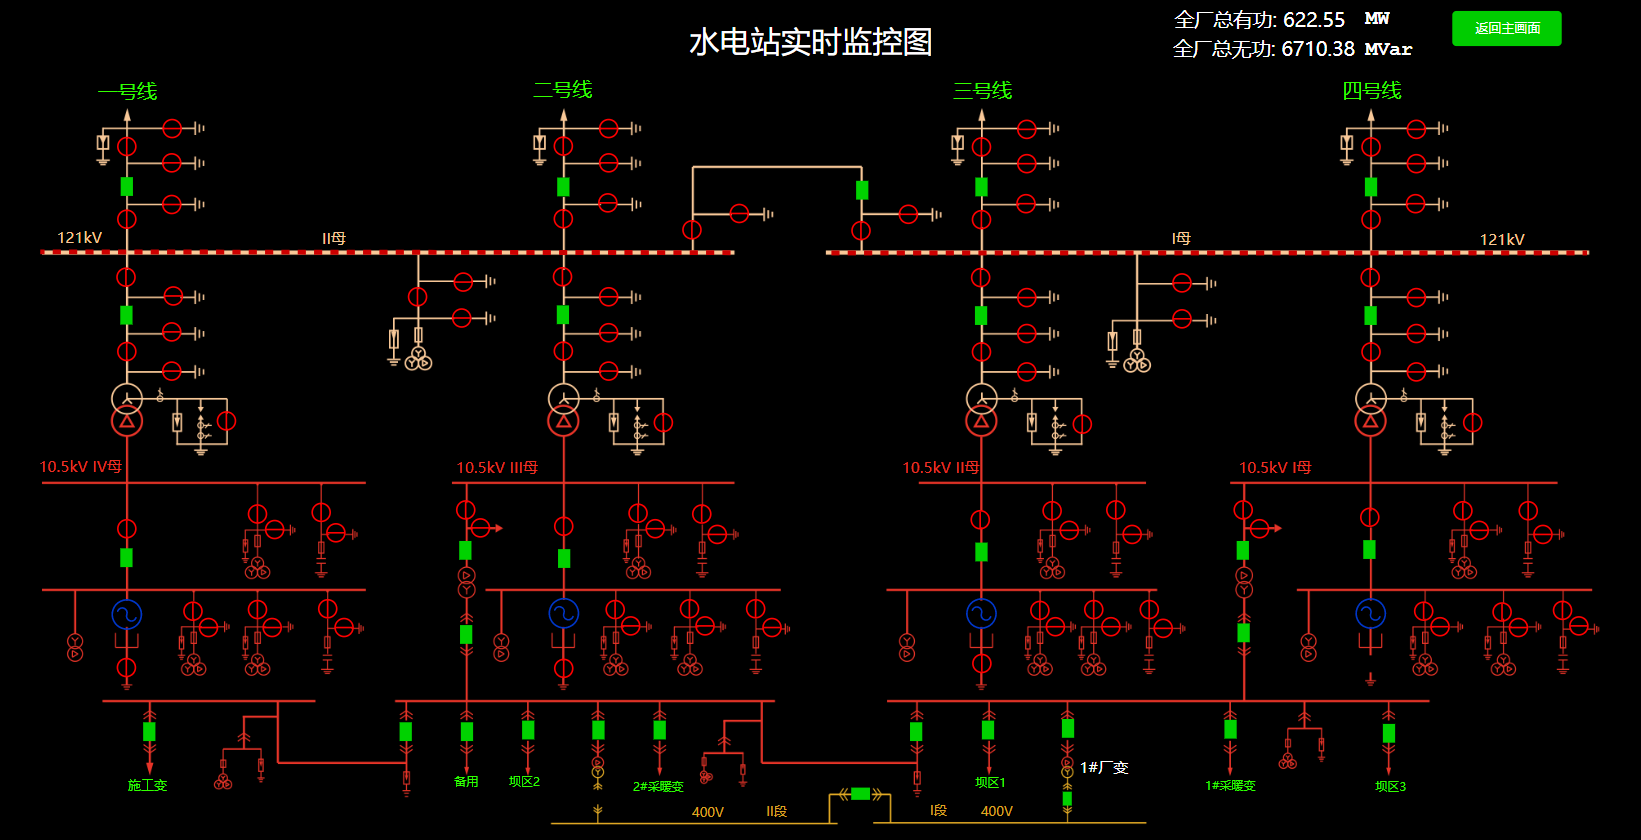 水电站实时监控图
全厂总有功: 622.55 MW
全厂总无功: 6710.38 MVar
返回主画面
一号线
二号线
三号线
四号线
121kV
II母
I母
121kV
10.5kV IV母
10.5kV III母
10.5kV II母
10.5kV I母
施工变
备用
坝区2
2#采暖变
坝区1
1#厂变
1#采暖变
坝区3
400V
II段
I段
400V